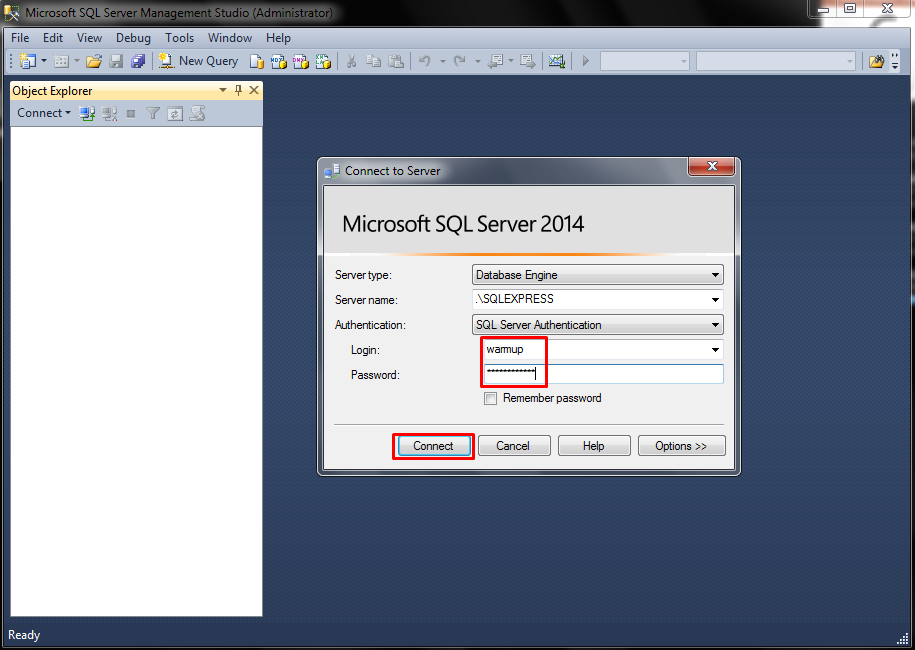 Microsoft SQL Server Management Studio (Administrator)
File Edit View Debug Tools Window Help
New Query
Object Explorer
Connect
Connect to Server
Microsoft SQL Server 2014
Server type: Database Engine
Server name: .\SQLEXPRESS
Authentication: SQL Server Authentication
Login: warmup
Password: ************
Remember password
Connect Cancel Help Options >>
Ready